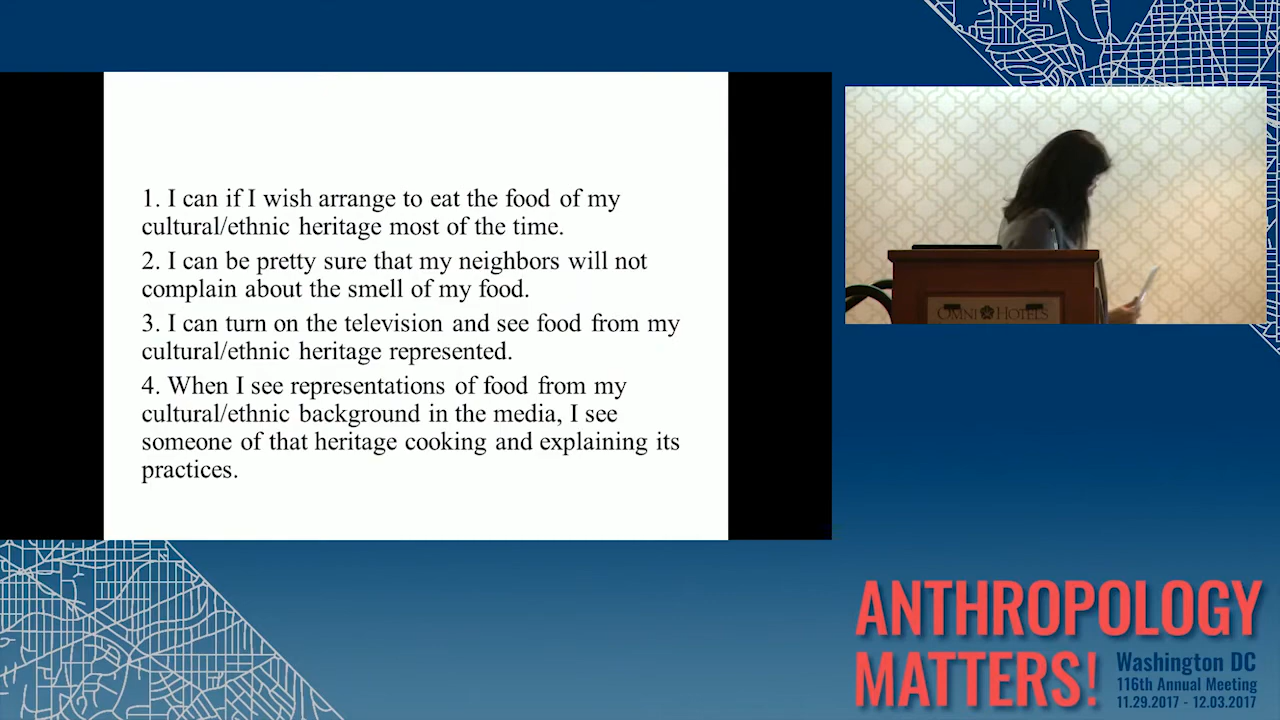 1. I can if I wish arrange to eat the food of my
cultural/ethnic heritage most of the time.
2. I can be pretty sure that my neighbors will not
complain about the smell of my food.
3. I can turn on the television and see food from my
cultural/ethnic heritage represented.
4. When I see representations of food from my
cultural/ethnic background in the media, I see
someone of that heritage cooking and explaining its
practices.
OMNI HOTELS
ANTHROPOLOGY
MATTERS!
Washington DC
116th Annual Meeting
11.29.2017 - 12.03.2017